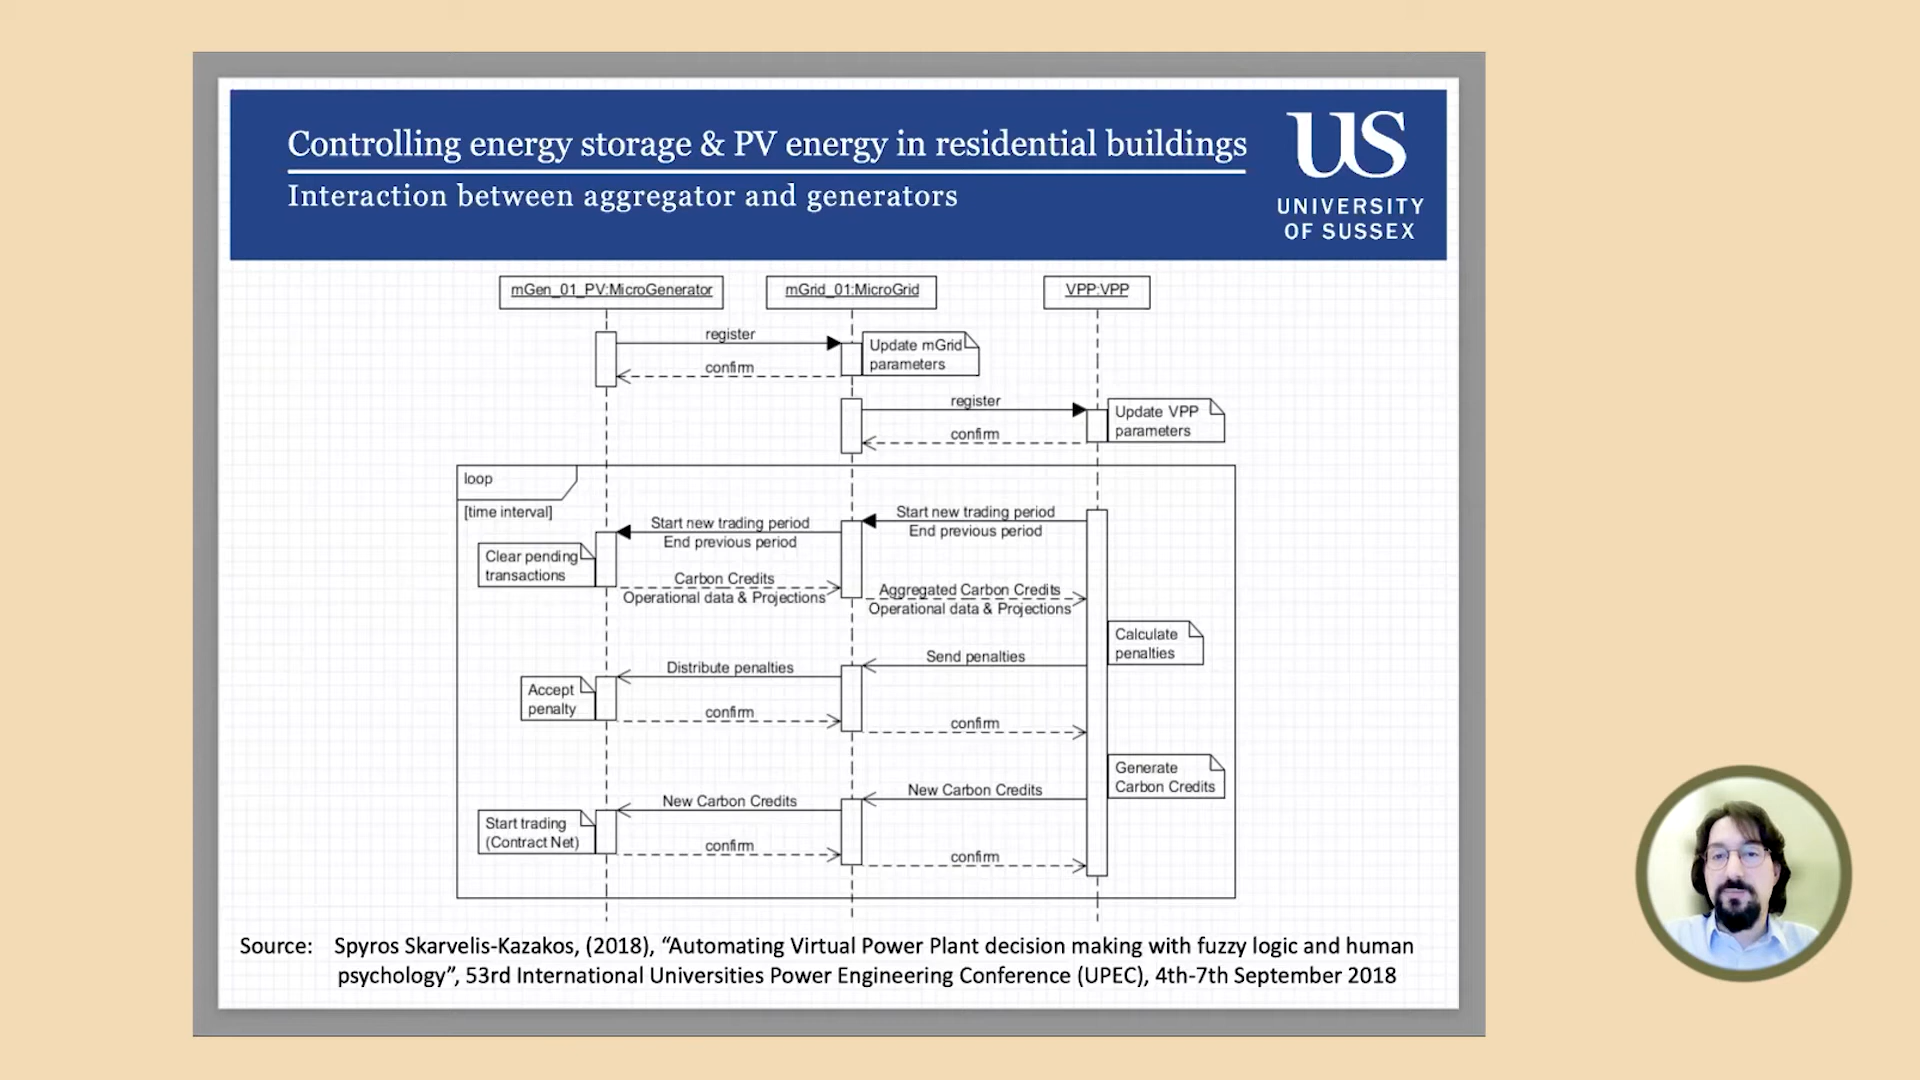 Controlling energy storage & PV energy in residential buildings
Interaction between aggregator and generators
US
UNIVERSITY
OF SUSSEX
mGen_01_PV:MicroGenerator
mGrid_01:MicroGrid
VPP:VPP
register
Update mGrid
parameters
confirm
register
Update VPP
parameters
confirm
loop
[time interval]
Start new trading period
End previous period
Start new trading period
End previous period
Clear pending
transactions
Carbon Credits
Operational data & Projections
Aggregated Carbon Credits
Operational data & Projections
Calculate
penalties
Send penalties
Distribute penalties
Accept
penalty
confirm
confirm
Generate
Carbon Credits
New Carbon Credits
New Carbon Credits
Start trading
(Contract Net)
confirm
confirm
Source: Spyros Skarvelis-Kazakos, (2018), “Automating Virtual Power Plant decision making with fuzzy logic and human
psychology”, 53rd International Universities Power Engineering Conference (UPEC), 4th-7th September 2018